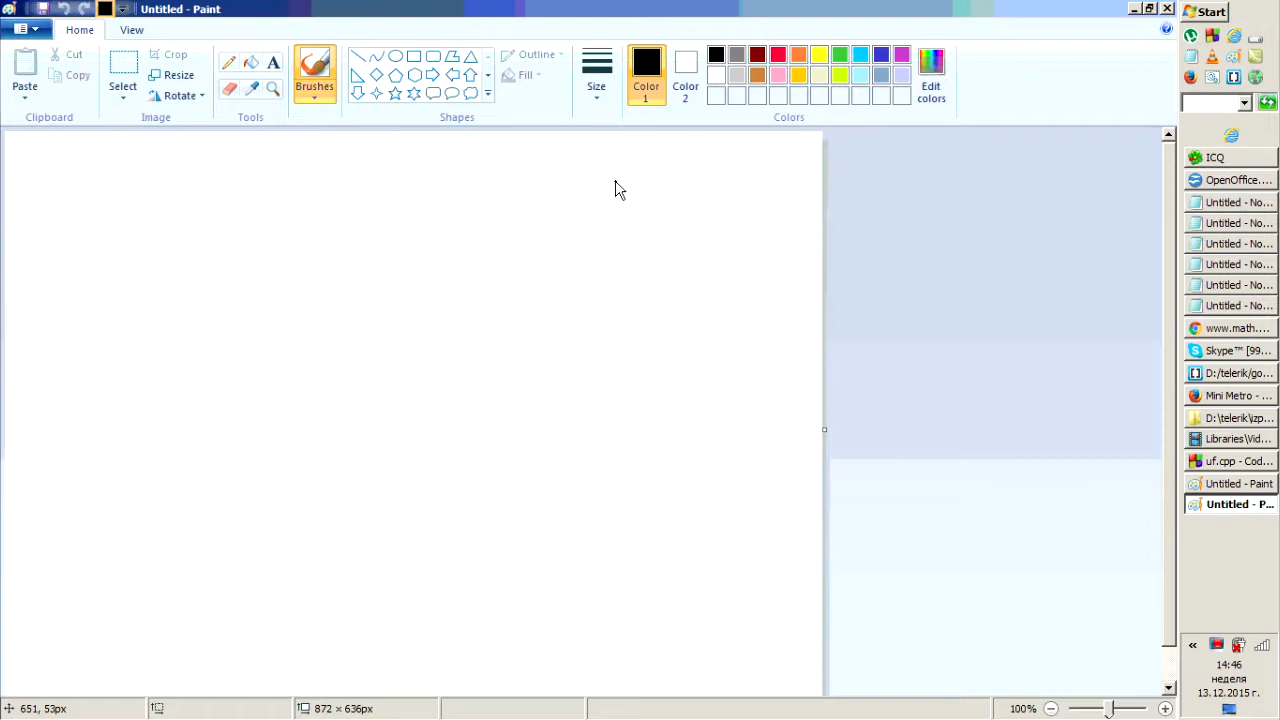 Untitled - Paint
Home
View
Paste
Cut
Copy
Clipboard
Select
Crop
Resize
Rotate
Image
A
Tools
Brushes
Shapes
Outline
Fill
Size
Color 1
Color 2
Colors
Edit colors
Start
ICQ
OpenOffice....
Untitled - No...
Untitled - No...
Untitled - No...
Untitled - No...
Untitled - No...
Untitled - No...
www.math....
Skype™ [99...
D:/telerik/go...
Mini Metro - ...
D:\telerik\izp...
Libraries\Vid...
uf.cpp - Cod...
Untitled - Paint
Untitled - P...
14:46
неделя
13.12.2015 г.
651, 53px
872 × 636px
100%